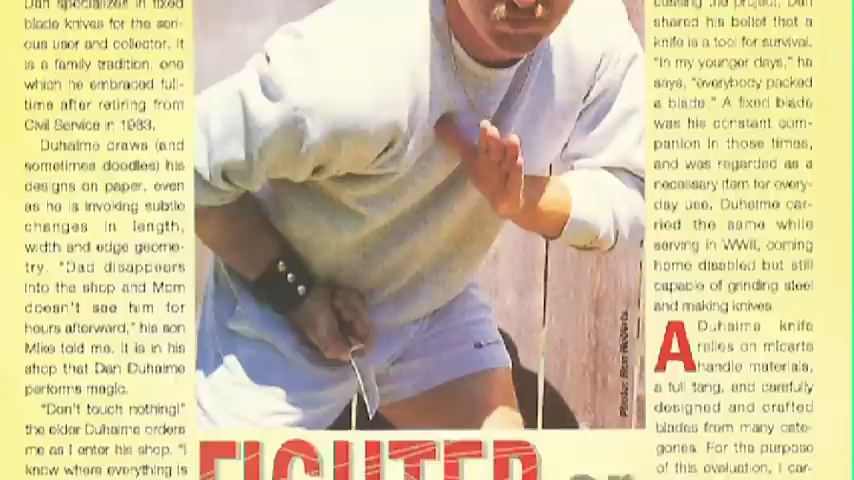 Dan specializes in fixed
blade knives for the seri-
ous user and collector. It
is a family tradition, one
which he embraced full-
time after retiring from
Civil Service in 1983.
Duhaime draws (and
sometimes doodles) his
designs on paper, even
as he is invoking subtle
changes in length,
width and edge geome-
try. "Dad disappears
into the shop and Mom
doesn't see him for
hours afterward," his son
Mike told me. It is in his
shop that Dan Duhaime
performs magic.
"Don't touch nothing!"
the elder Duhaime orders
me as I enter his shop. "I
know where everything is
FIGHTER or
the project, Dan
shared his belief that a
knife is a tool for survival.
"In my younger days," he
says, "everybody packed
a blade." A fixed blade
was his constant com-
panion in those times,
and was regarded as a
necessary item for every-
day use. Duhaime car-
ried the same while
serving in WWII, coming
home disabled but still
capable of grinding steel
and making knives.
A Duhaime knife
relies on micarta
handle materials,
a full tang, and carefully
designed and crafted
blades from many cate-
gories. For the purpose
of this evaluation, I car-